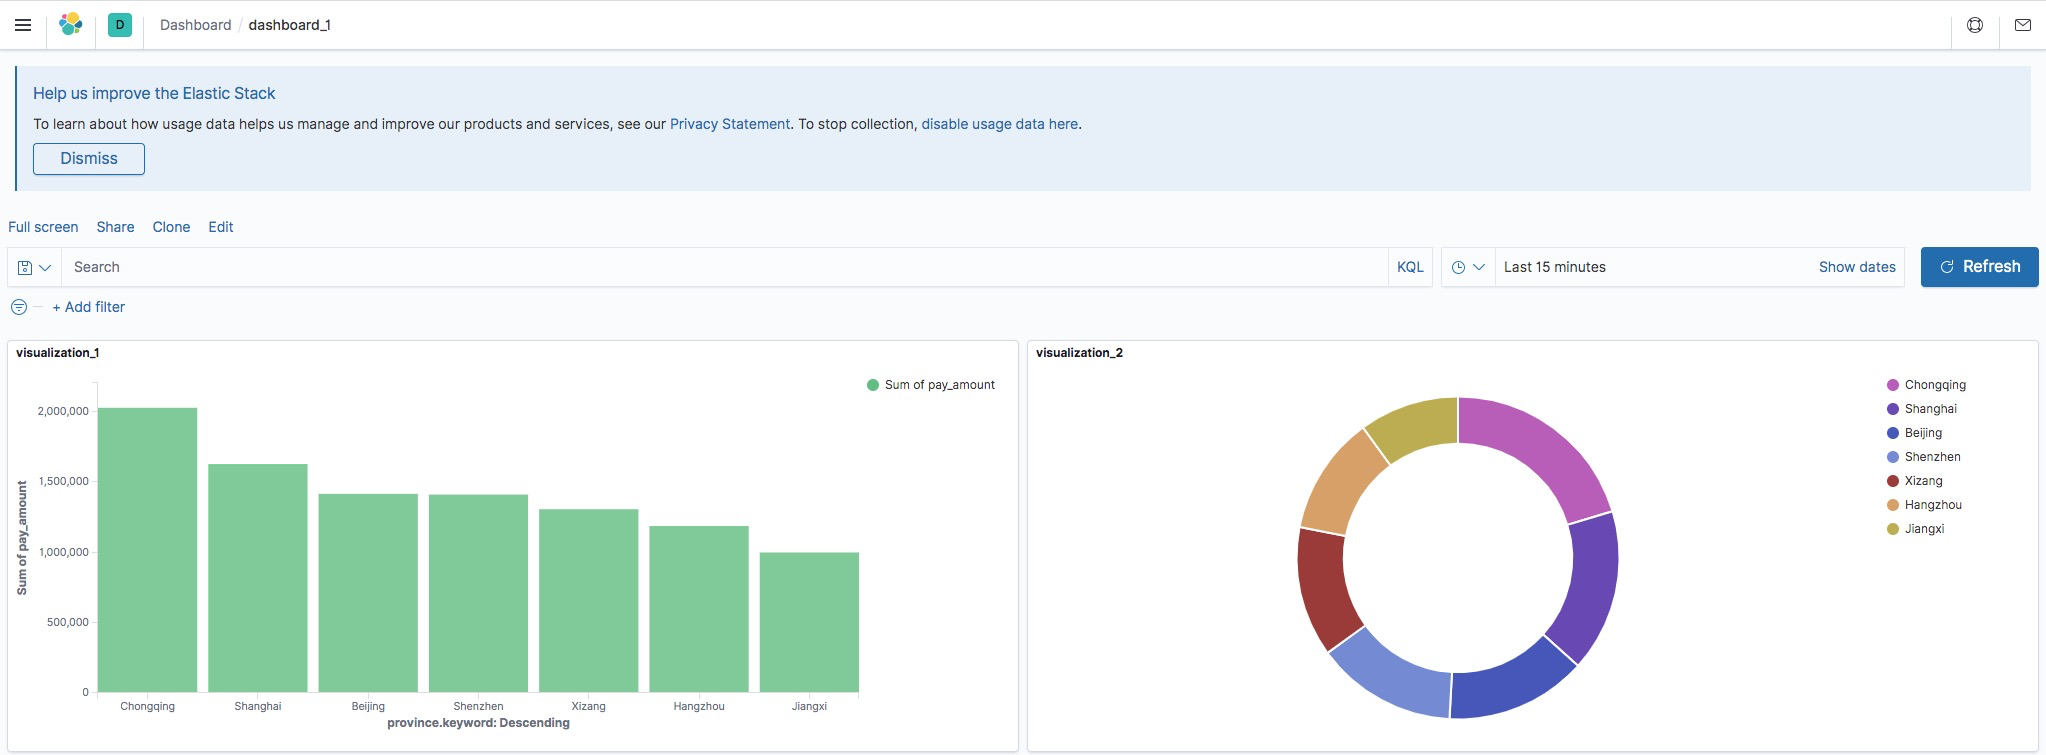 D Dashboard / dashboard_1
Help us improve the Elastic Stack
To learn about how usage data helps us manage and improve our products and services, see our Privacy Statement. To stop collection, disable usage data here.
Dismiss
Full screen Share Clone Edit
Search KQL Last 15 minutes Show dates Refresh
+ Add filter
visualization_1
Sum of pay_amount
2,000,000
1,500,000
1,000,000
500,000
0
Sum of pay_amount
Chongqing Shanghai Beijing Shenzhen Xizang Hangzhou Jiangxi
province.keyword: Descending
visualization_2
Chongqing
Shanghai
Beijing
Shenzhen
Xizang
Hangzhou
Jiangxi